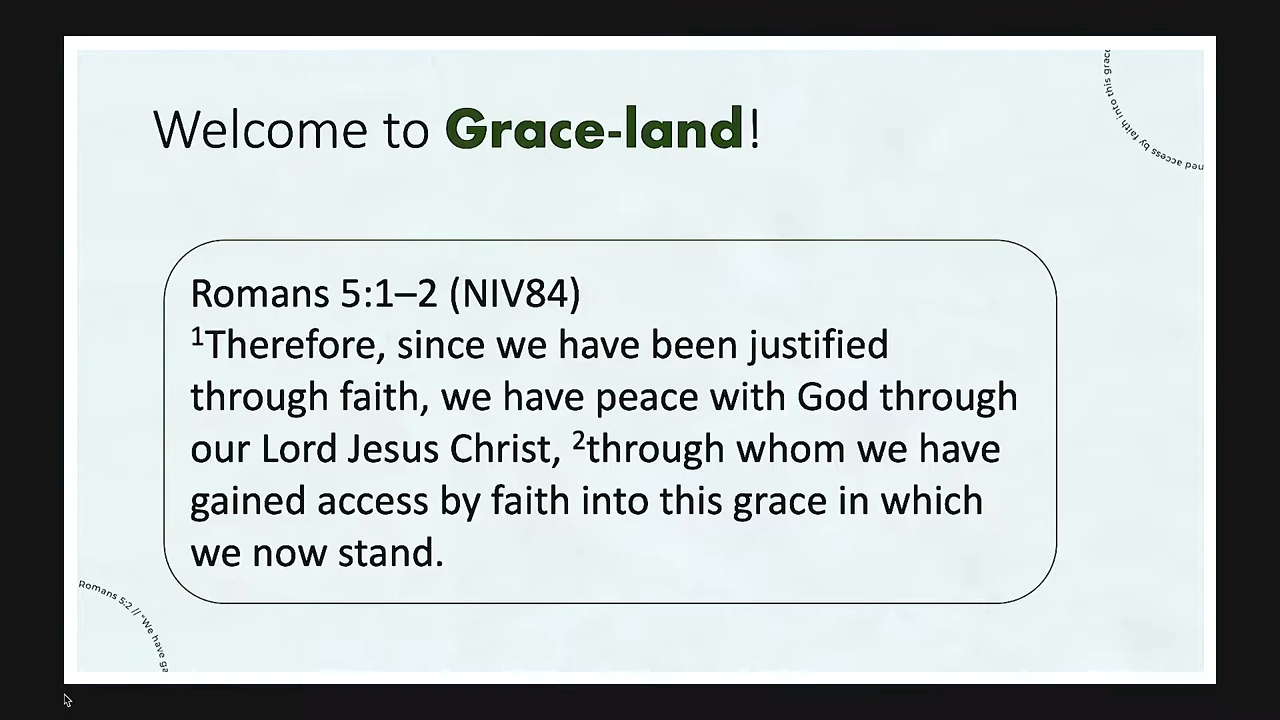 ned access by faith into this grac
Welcome to Grace-land!
Romans 5:1–2 (NIV84)
¹Therefore, since we have been justified
through faith, we have peace with God through
our Lord Jesus Christ, ²through whom we have
gained access by faith into this grace in which
we now stand.
Romans 5:2 // "We have ga